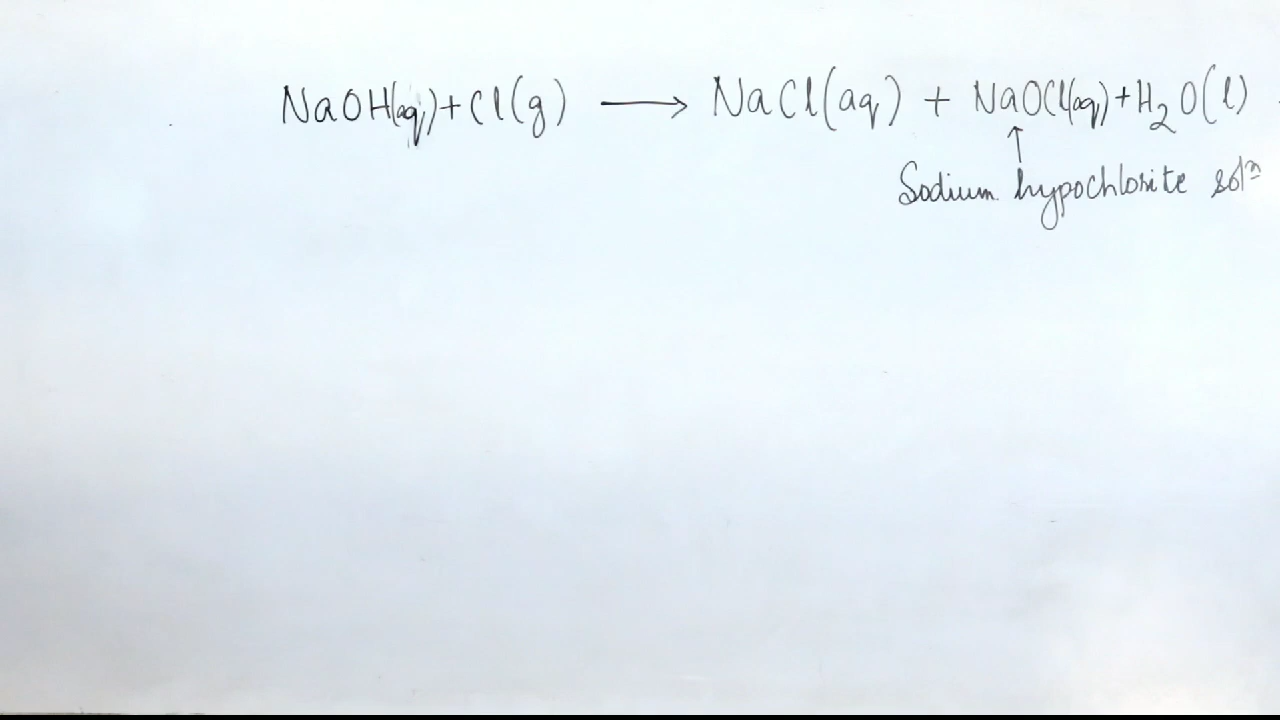 NaOH(aq)+Cl(g) ⟶ NaCl(aq) + NaOCl(aq)+H₂O(l)
↑
Sodium hypochlorite solⁿ